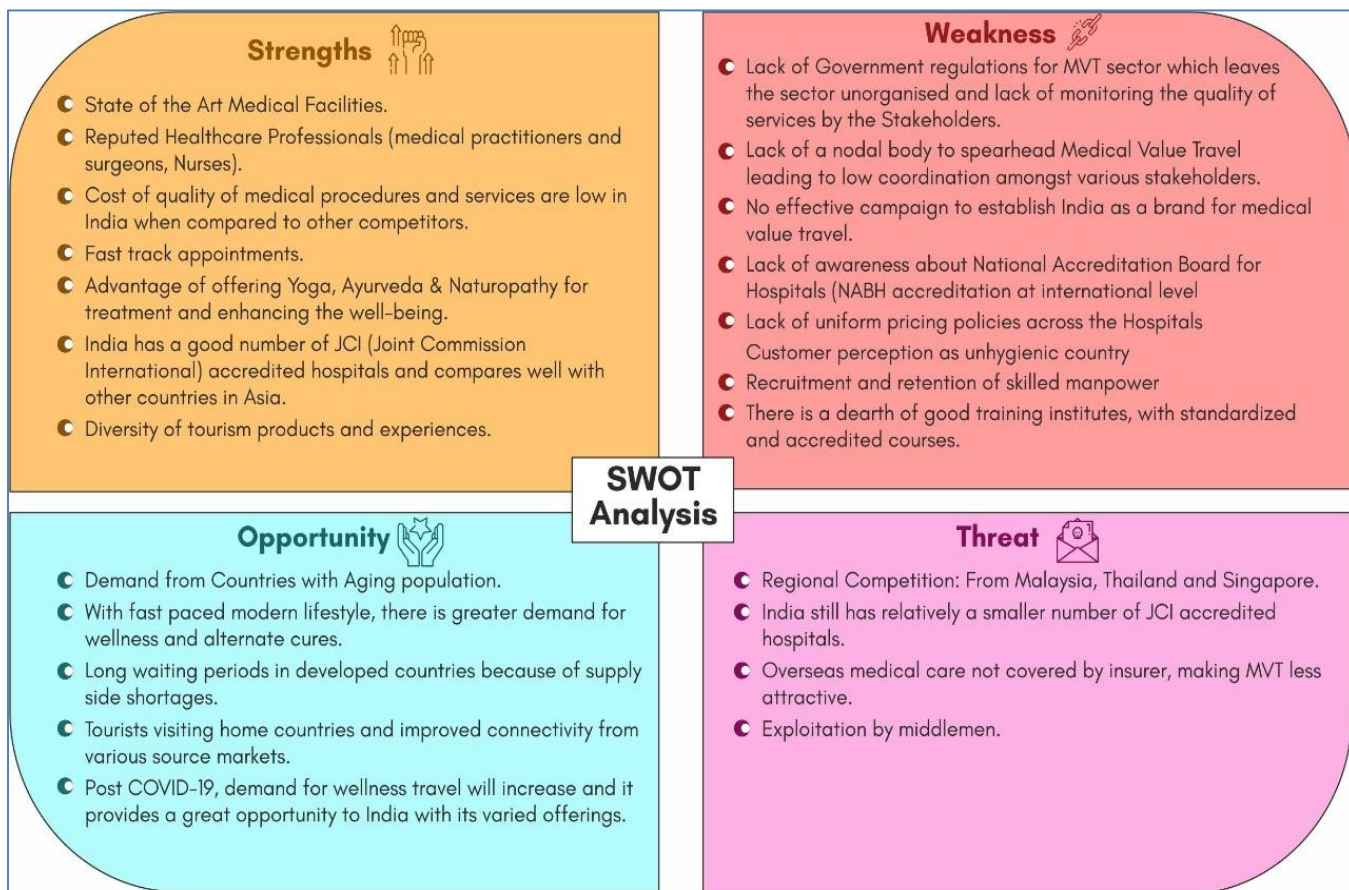 Strengths
State of the Art Medical Facilities.
Reputed Healthcare Professionals (medical practitioners and
surgeons, Nurses).
Cost of quality of medical procedures and services are low in
India when compared to other competitors.
Fast track appointments.
Advantage of offering Yoga, Ayurveda & Naturopathy for
treatment and enhancing the well-being.
India has a good number of JCI (Joint Commission
International) accredited hospitals and compares well with
other countries in Asia.
Diversity of tourism products and experiences.
Weakness
Lack of Government regulations for MVT sector which leaves
the sector unorganised and lack of monitoring the quality of
services by the Stakeholders.
Lack of a nodal body to spearhead Medical Value Travel
leading to low coordination amongst various stakeholders.
No effective campaign to establish India as a brand for medical
value travel.
Lack of awareness about National Accreditation Board for
Hospitals (NABH accreditation at international level
Lack of uniform pricing policies across the Hospitals
Customer perception as unhygienic country
Recruitment and retention of skilled manpower
There is a dearth of good training institutes, with standardized
and accredited courses.
SWOT
Analysis
Opportunity
Demand from Countries with Aging population.
With fast paced modern lifestyle, there is greater demand for
wellness and alternate cures.
Long waiting periods in developed countries because of supply
side shortages.
Tourists visiting home countries and improved connectivity from
various source markets.
Post COVID-19, demand for wellness travel will increase and it
provides a great opportunity to India with its varied offerings.
Threat
Regional Competition: From Malaysia, Thailand and Singapore.
India still has relatively a smaller number of JCI accredited
hospitals.
Overseas medical care not covered by insurer, making MVT less
attractive.
Exploitation by middlemen.